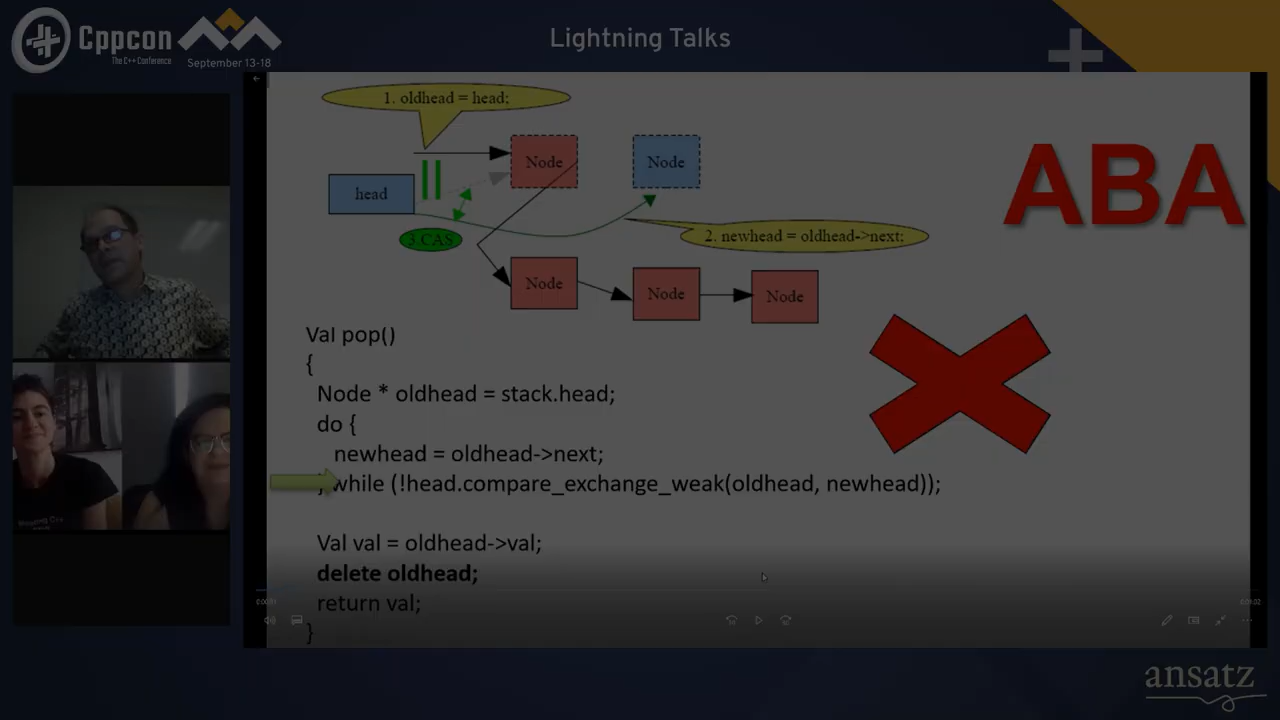 Cppcon
The C++ Conference
September 13-18
Lightning Talks
1. oldhead = head;
Node
Node
head
ABA
3.CAS
2. newhead = oldhead->next;
Node
Node
Node
Val pop()
{
Node * oldhead = stack.head;
do {
newhead = oldhead->next;
} while (!head.compare_exchange_weak(oldhead, newhead));
Val val = oldhead->val;
delete oldhead;
return val;
}
ansatz